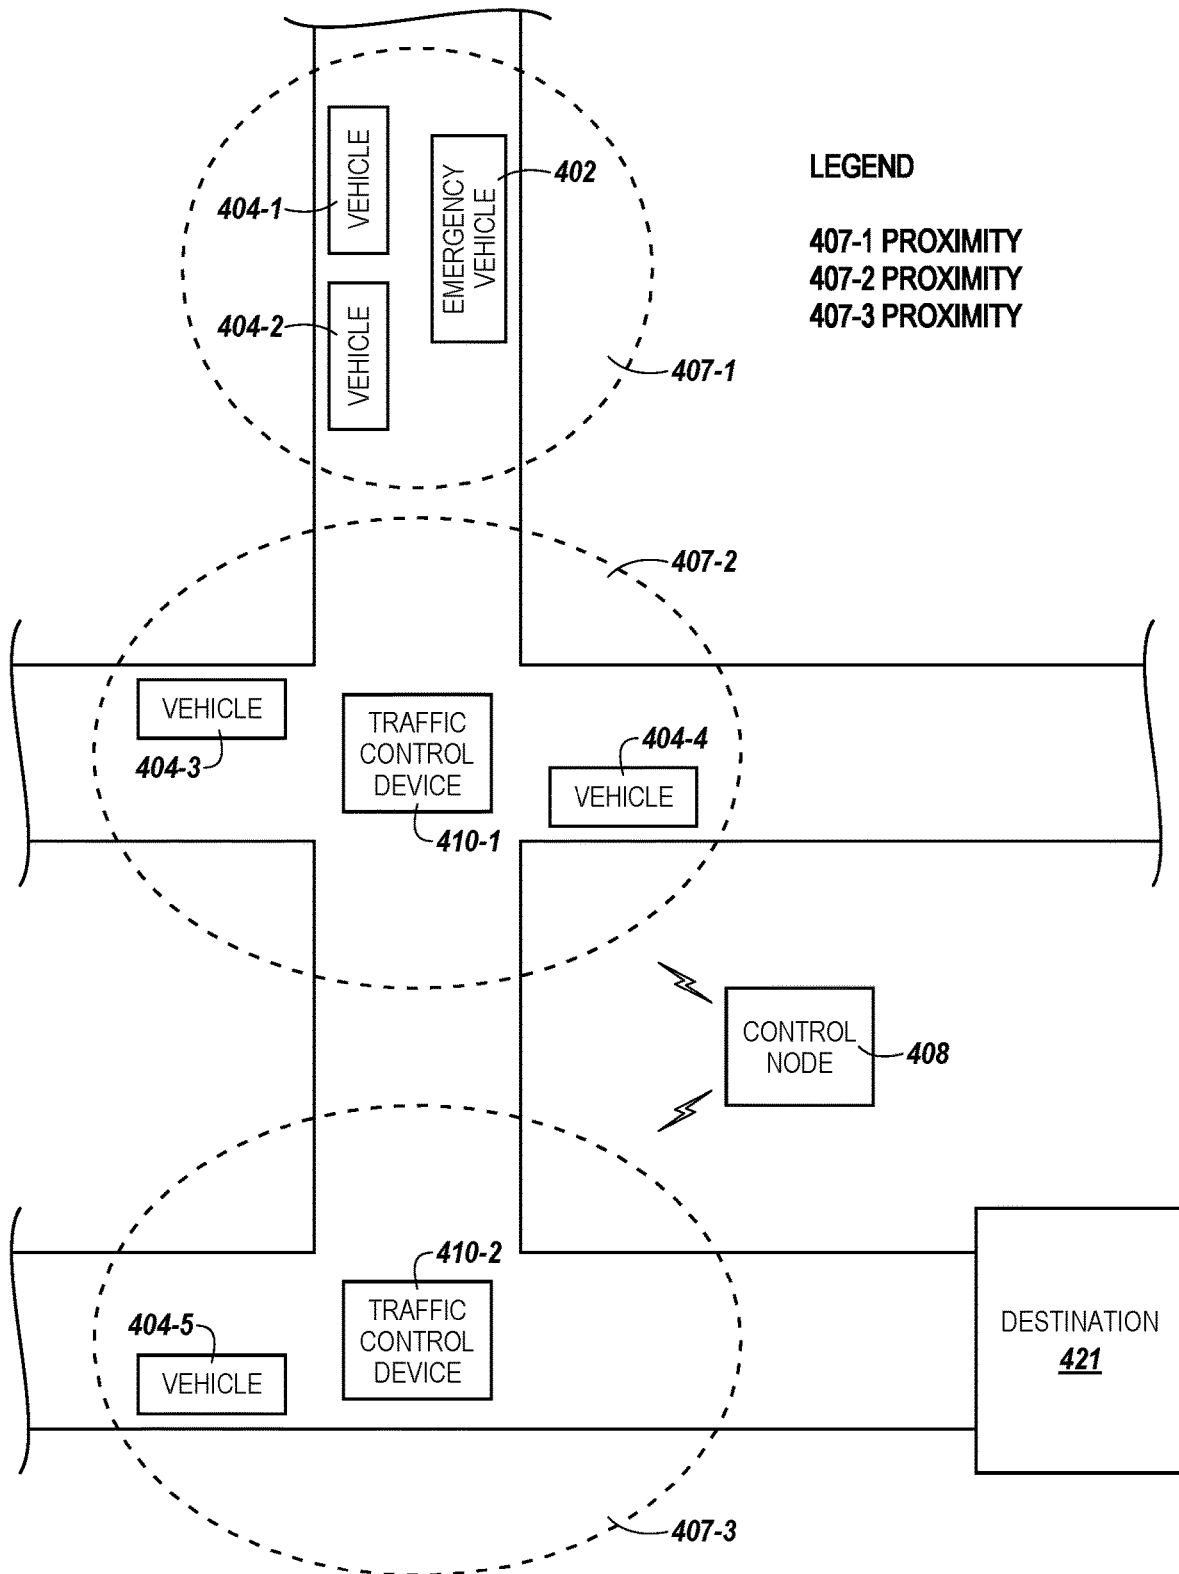 VEHICLE
404-1
EMERGENCY
VEHICLE
402
LEGEND
407-1 PROXIMITY
407-2 PROXIMITY
407-3 PROXIMITY
VEHICLE
404-2
407-1
407-2
VEHICLE
404-3
TRAFFIC
CONTROL
DEVICE
410-1
404-4
VEHICLE
CONTROL
NODE
408
410-2
TRAFFIC
CONTROL
DEVICE
404-5
VEHICLE
DESTINATION
421
407-3